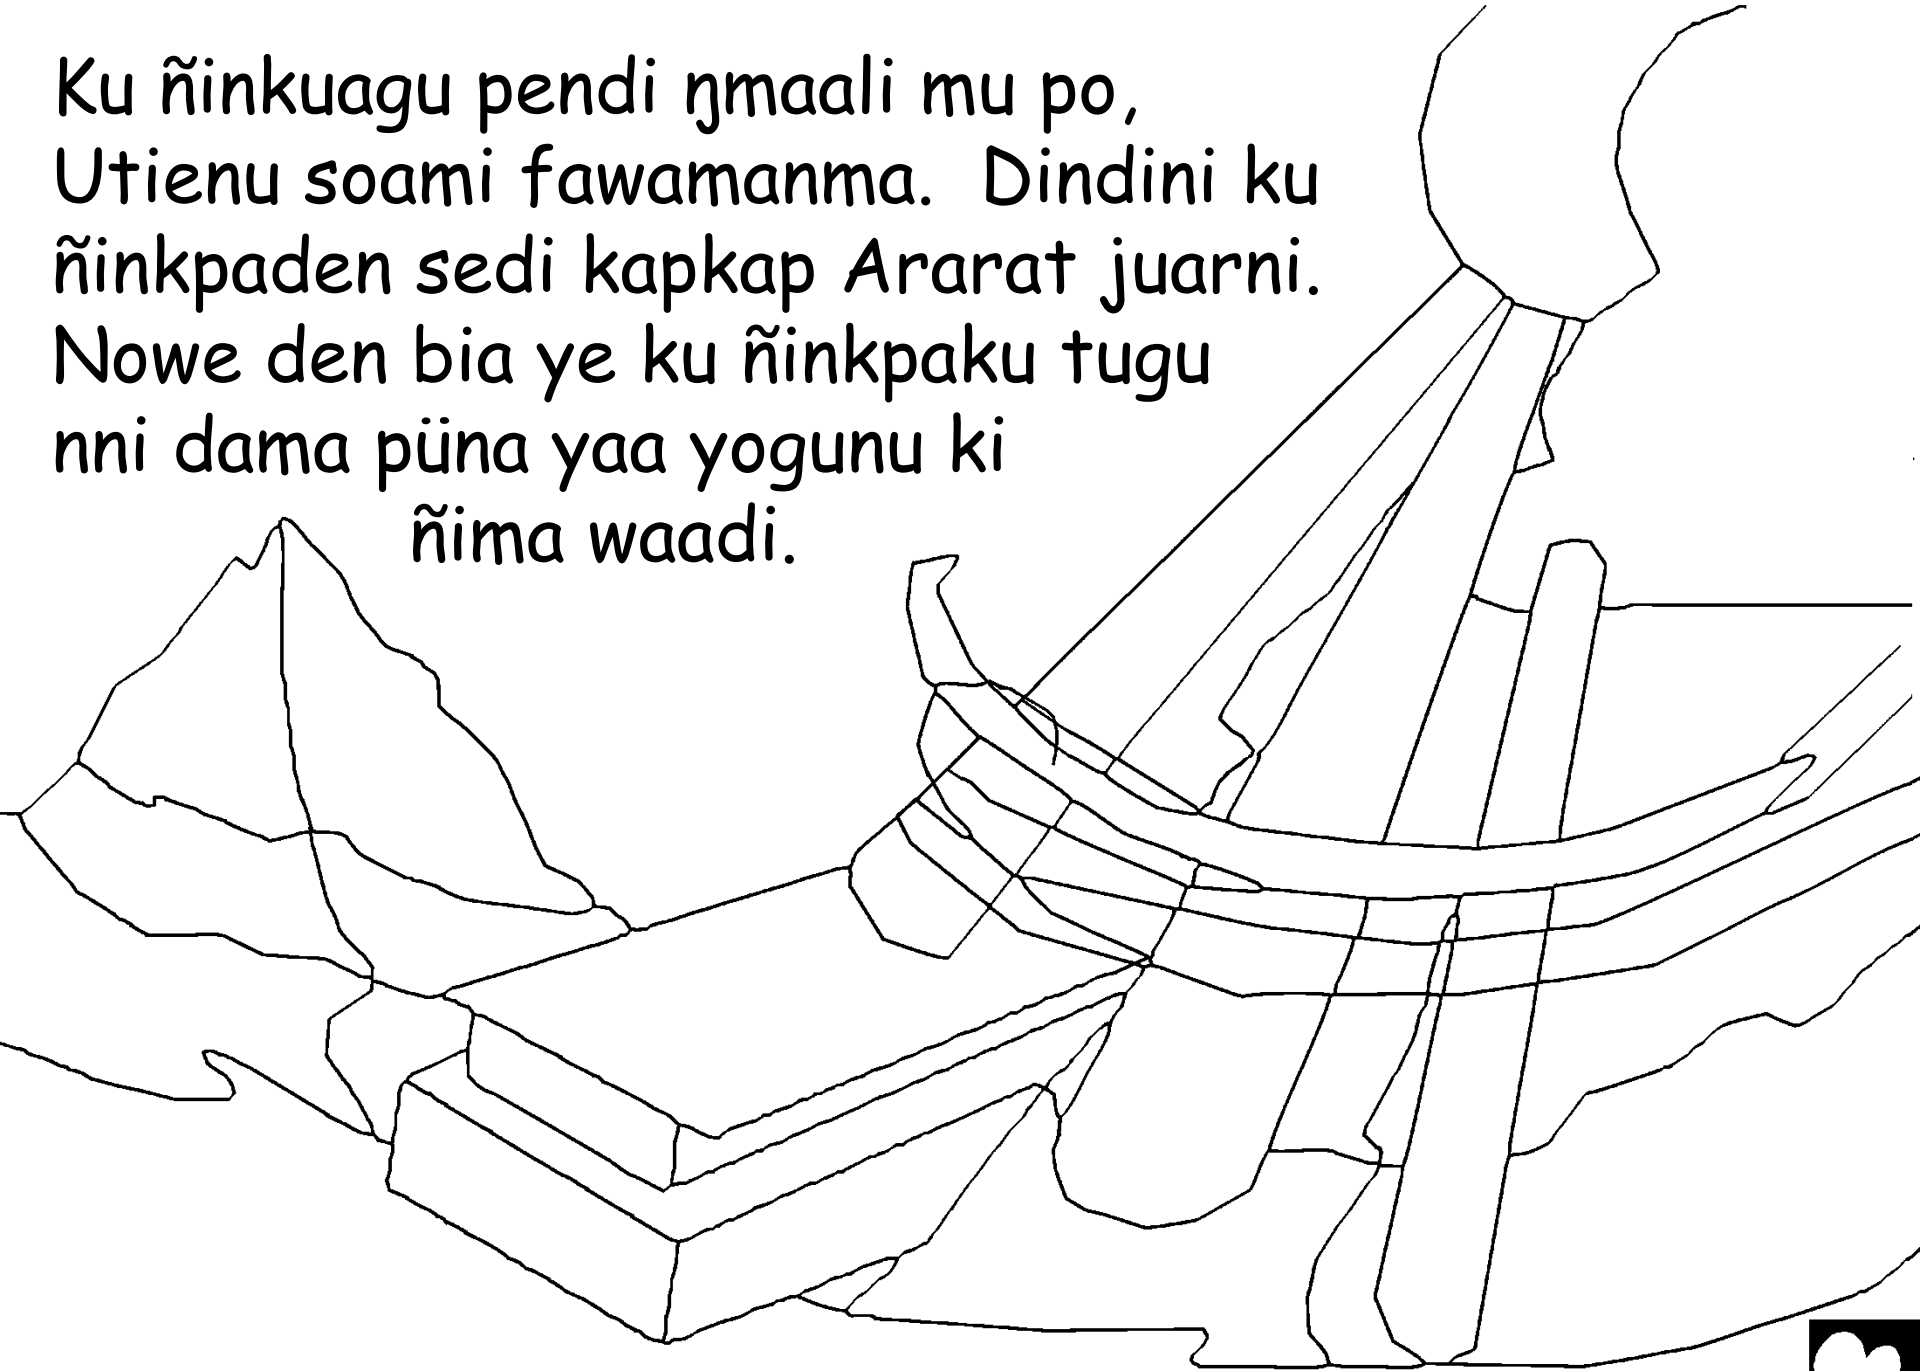 Ku ñinkuagu pendi ŋmaali mu po,
Utienu soami fawamanma.  Dindini ku
ñinkpaden sedi kapkap Ararat juarni.
Nowe den bia ye ku ñinkpaku tugu
nni dama püna yaa yogunu ki
ñima waadi.